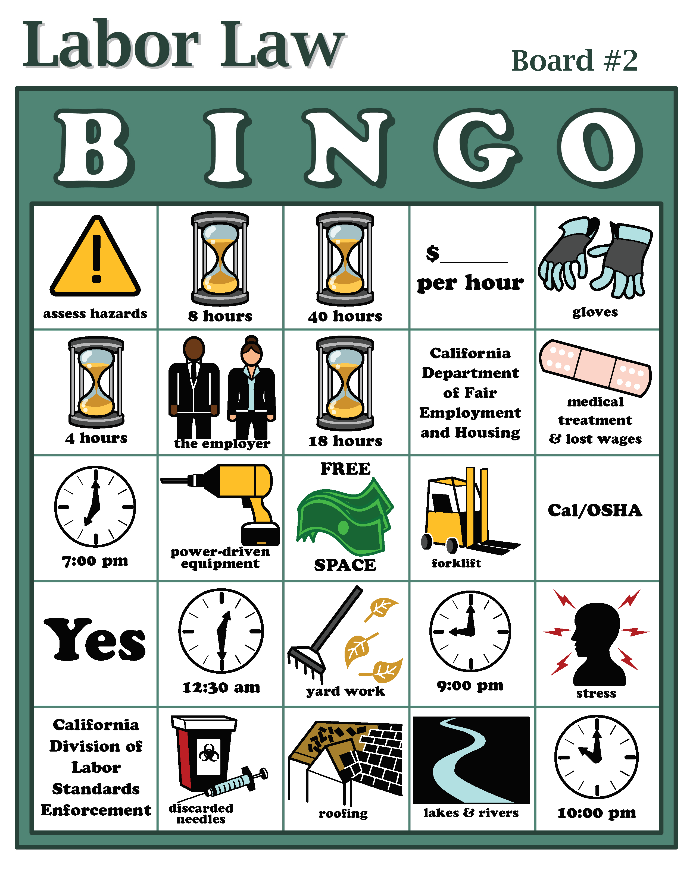 Labor Law
Board #2
B I N G O
assess hazards
8 hours
40 hours
$______
per hour
gloves
4 hours
the employer
18 hours
California
Department
of Fair
Employment
and Housing
medical
treatment
& lost wages
7:00 pm
power-driven
equipment
FREE
SPACE
forklift
Cal/OSHA
Yes
12:30 am
yard work
9:00 pm
stress
California
Division of
Labor
Standards
Enforcement
discarded
needles
roofing
lakes & rivers
10:00 pm